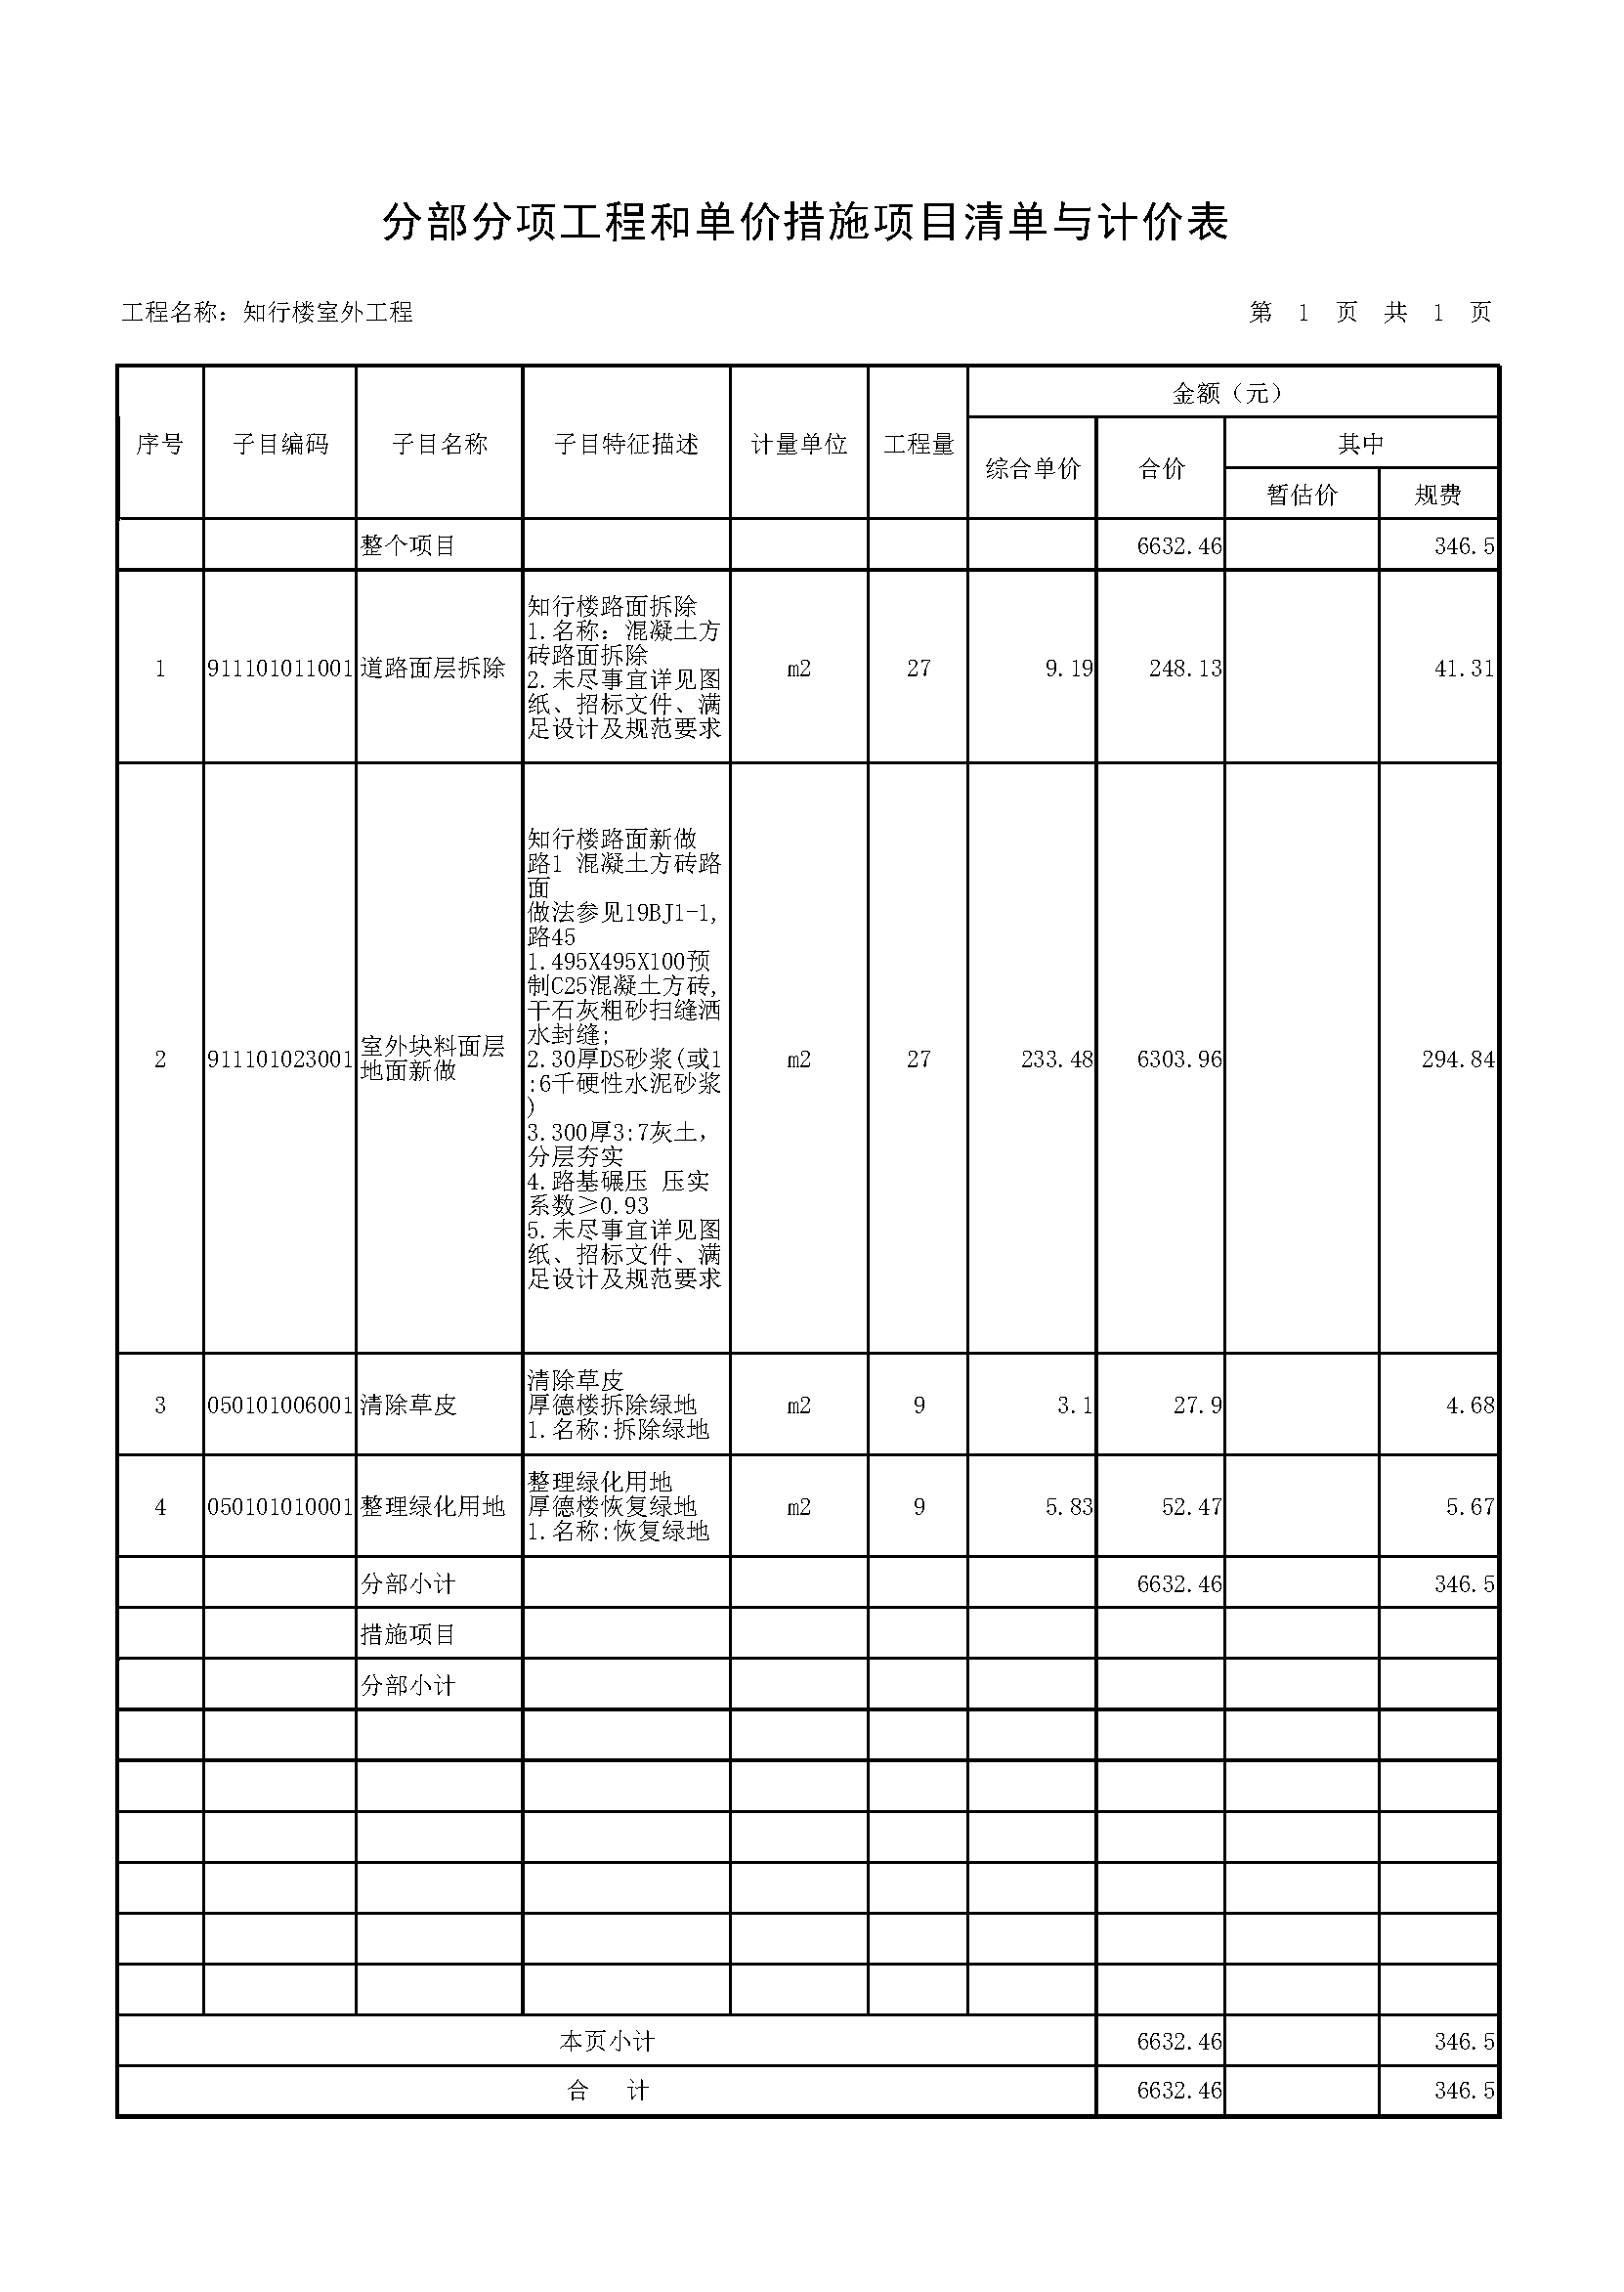 分部分项工程和单价措施项目清单与计价表
工程名称：知行楼室外工程 第 1 页 共 1 页
序号 子目编码 子目名称 子目特征描述 计量单位 工程量 金额（元）
综合单价 合价 其中
暂估价 规费
整个项目 6632.46 346.5
知行楼路面拆除
1.名称：混凝土方
砖路面拆除
2.未尽事宜详见图
纸、招标文件、满
足设计及规范要求
1 911101011001 道路面层拆除 m2 27 9.19 248.13 41.31
知行楼路面新做
路1 混凝土方砖路
面
做法参见19BJ1-1,
路45
1.495X495X100预
制C25混凝土方砖,
干石灰粗砂扫缝洒
水封缝;
2.30厚DS砂浆(或1
:6干硬性水泥砂浆
)
3.300厚3:7灰土,
分层夯实
4.路基碾压 压实
系数≥0.93
5.未尽事宜详见图
纸、招标文件、满
足设计及规范要求
2 911101023001 室外块料面层
地面新做 m2 27 233.48 6303.96 294.84
清除草皮
厚德楼拆除绿地
1.名称:拆除绿地
3 050101006001 清除草皮 m2 9 3.1 27.9 4.68
整理绿化用地
厚德楼恢复绿地
1.名称:恢复绿地
4 050101010001 整理绿化用地 m2 9 5.83 52.47 5.67
分部小计 6632.46 346.5
措施项目
分部小计
本页小计 6632.46 346.5
合 计 6632.46 346.5